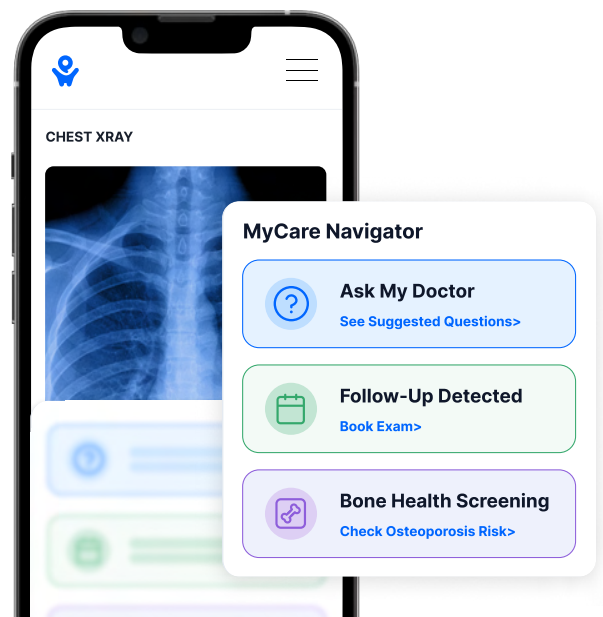 CHEST XRAY
MyCare Navigator
Ask My Doctor
See Suggested Questions>
Follow-Up Detected
Book Exam>
Bone Health Screening
Check Osteoporosis Risk>